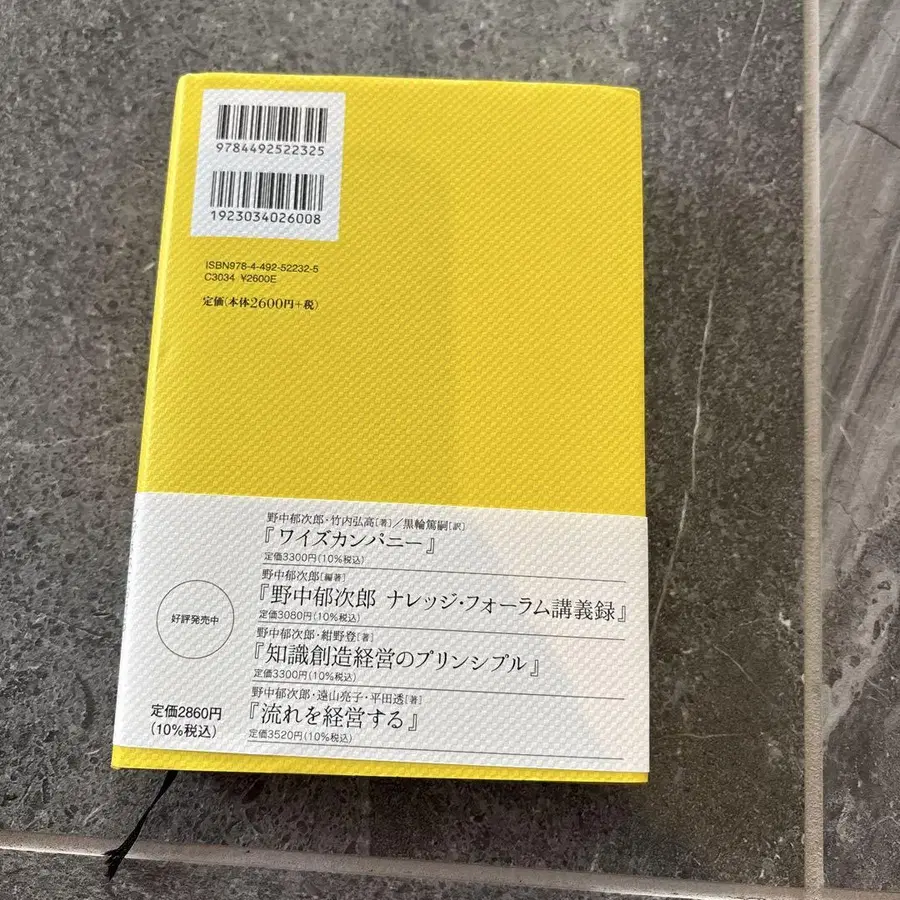 9784492522325
1923034026008
ISBN978-4-492-52232-5
C3034 ¥2600E
定価(本体2600円+税)
野中郁次郎・竹内弘高[著]/黒輪篤嗣[訳]
『ワイズカンパニー』
定価3300円(10%税込)
野中郁次郎[編著]
『野中郁次郎 ナレッジ・フォーラム講義録』
定価3080円(10%税込)
野中郁次郎・紺野登[著]
『知識創造経営のプリンシプル』
定価3300円(10%税込)
野中郁次郎・遠山亮子・平田透[著]
『流れを経営する』
定価3520円(10%税込)
好評発売中
定価2860円
(10%税込)